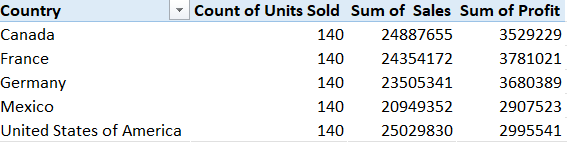 Country Count of Units Sold Sum of  Sales Sum of Profit
Canada 140 24887655 3529229
France 140 24354172 3781021
Germany 140 23505341 3680389
Mexico 140 20949352 2907523
United States of America 140 25029830 2995541